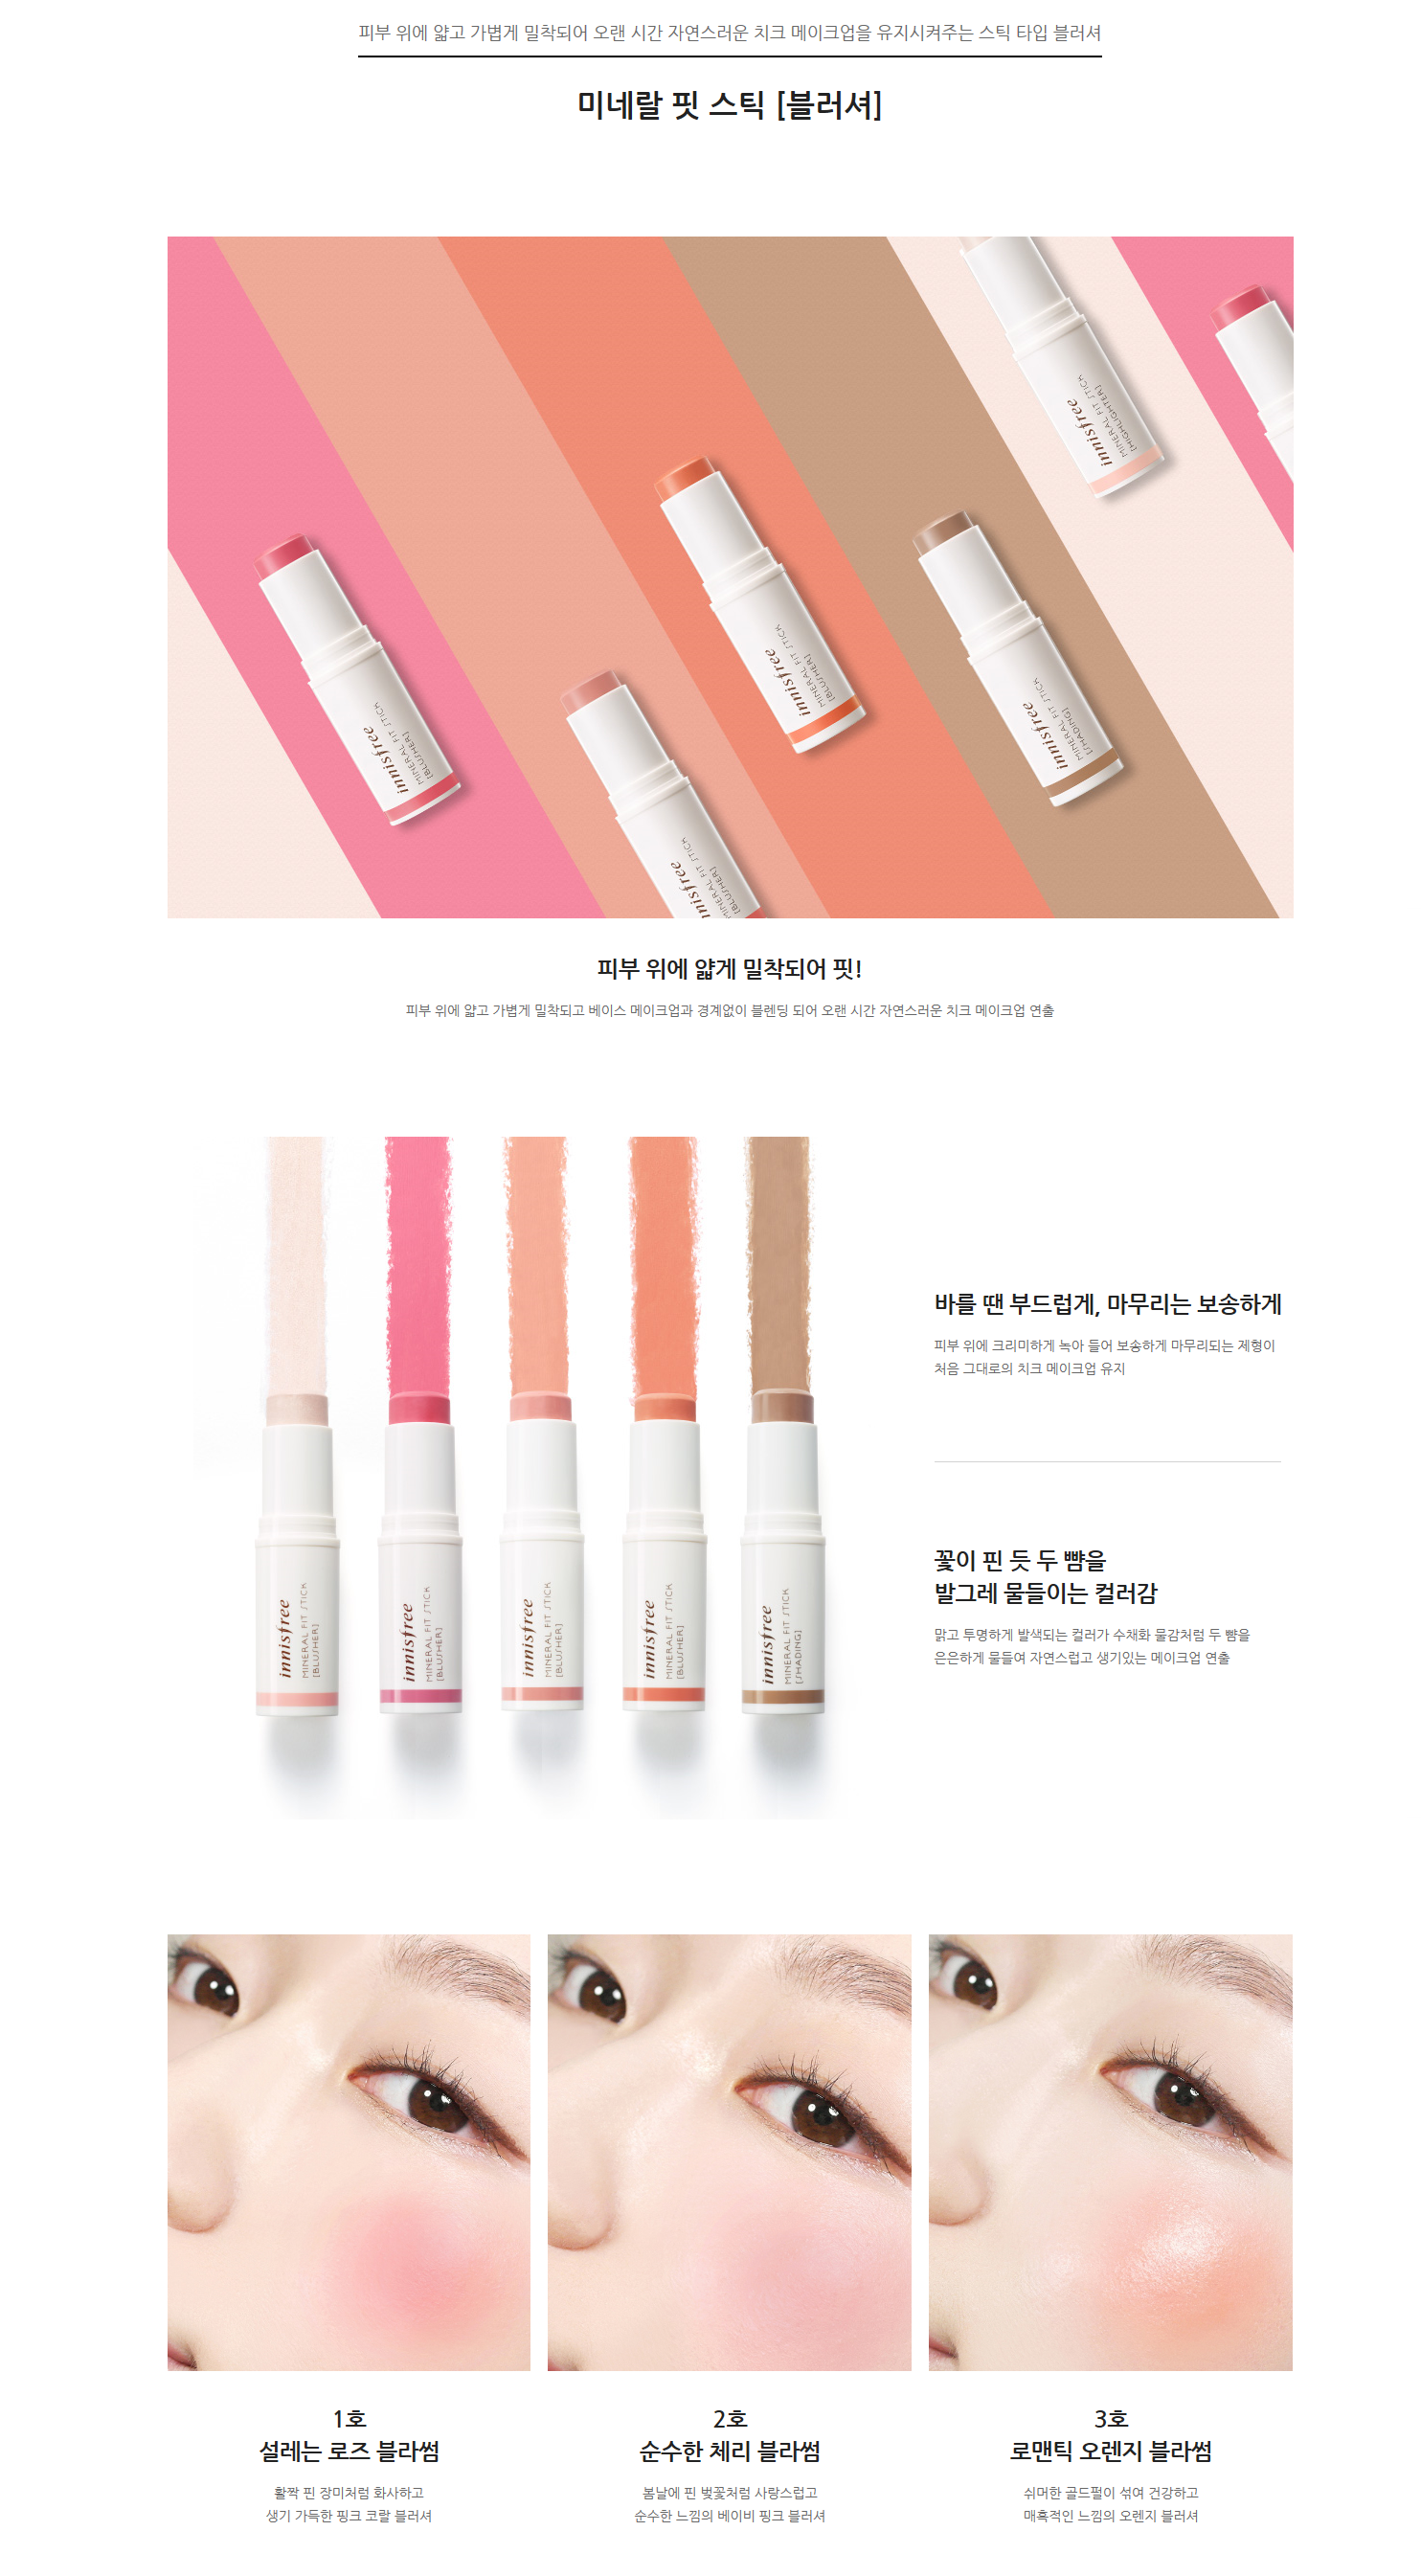 피부 위에 얇고 가볍게 밀착되어 오랜 시간 자연스러운 치크 메이크업을 유지시켜주는 스틱 타입 블러셔
미네랄 핏 스틱 [블러셔]
innisfree
MINERAL FIT STICK
[HIGHLIGHTER]
innisfree
MINERAL FIT STICK
[BLUSHER]
innisfree
MINERAL FIT STICK
[SHADING]
innisfree
MINERAL FIT STICK
[BLUSHER]
innisfree
MINERAL FIT STICK
[BLUSHER]
피부 위에 얇게 밀착되어 핏!
피부 위에 얇고 가볍게 밀착되고 베이스 메이크업과 경계없이 블렌딩 되어 오랜 시간 자연스러운 치크 메이크업 연출
바를 땐 부드럽게, 마무리는 보송하게
피부 위에 크리미하게 녹아 들어 보송하게 마무리되는 제형이
처음 그대로의 치크 메이크업 유지
꽃이 핀 듯 두 뺨을
발그레 물들이는 컬러감
맑고 투명하게 발색되는 컬러가 수채화 물감처럼 두 뺨을
은은하게 물들여 자연스럽고 생기있는 메이크업 연출
innisfree
MINERAL FIT STICK
[BLUSHER]
innisfree
MINERAL FIT STICK
[BLUSHER]
innisfree
MINERAL FIT STICK
[BLUSHER]
innisfree
MINERAL FIT STICK
[BLUSHER]
innisfree
MINERAL FIT STICK
[SHADING]
1호
설레는 로즈 블라썸
활짝 핀 장미처럼 화사하고
생기 가득한 핑크 코랄 블러셔
2호
순수한 체리 블라썸
봄날에 핀 벚꽃처럼 사랑스럽고
순수한 느낌의 베이비 핑크 블러셔
3호
로맨틱 오렌지 블라썸
쉬머한 골드펄이 섞여 건강하고
매혹적인 느낌의 오렌지 블러셔